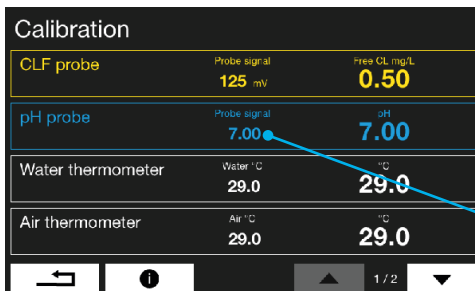 Calibration
CLF probe Probe signal Free CL mg/L
125 mV 0.50
pH probe Probe signal pH
7.00 7.00
Water thermometer Water °C °C
29.0 29.0
Air thermometer Air °C °C
29.0 29.0
1/2